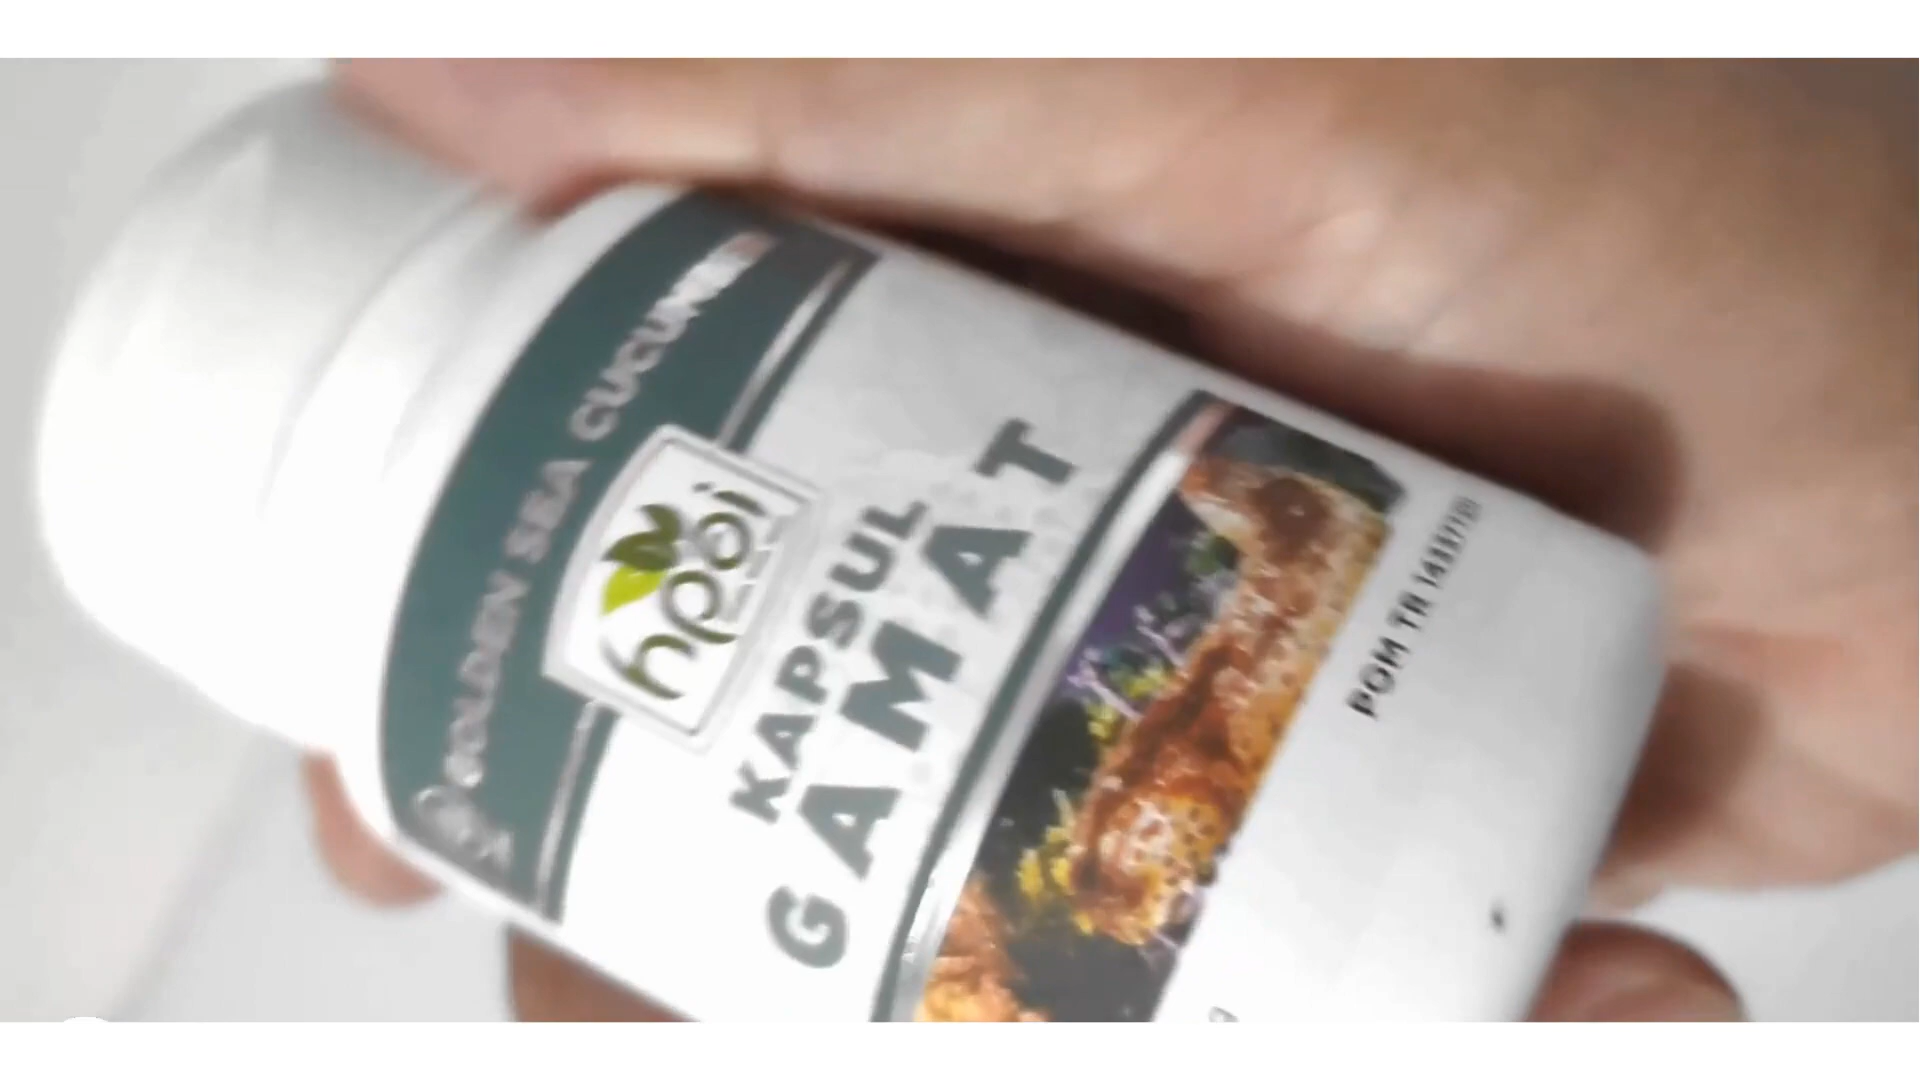 GOLDEN SEA CUCUMBER
hpai
KAPSUL
GAMAT
POM TR